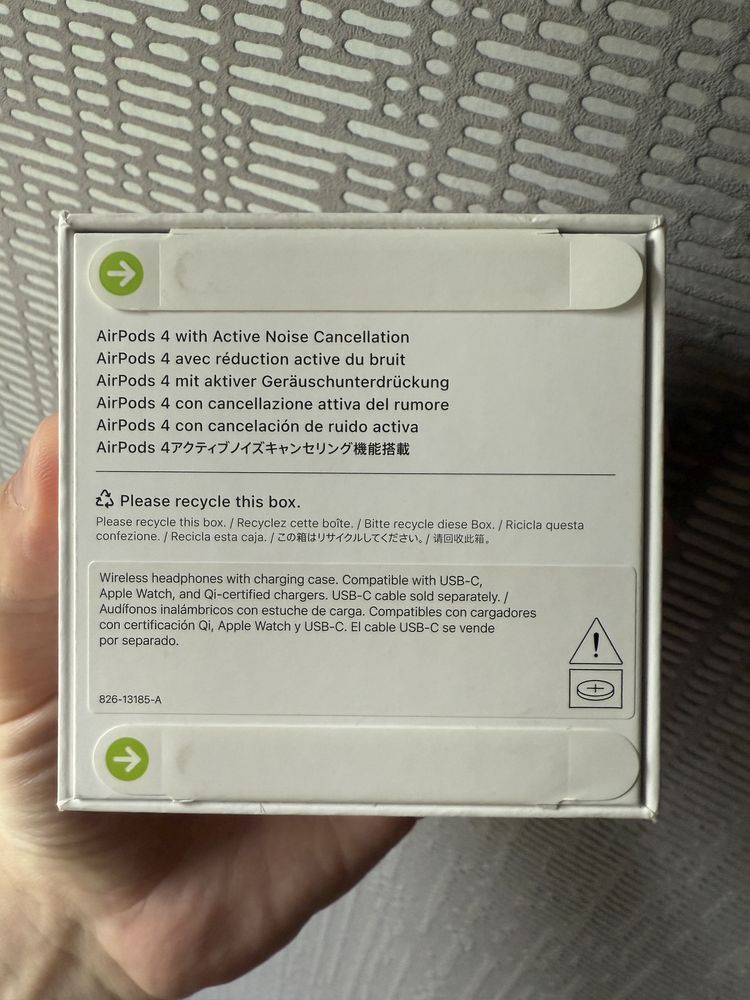 AirPods 4 with Active Noise Cancellation
AirPods 4 avec réduction active du bruit
AirPods 4 mit aktiver Geräuschunterdrückung
AirPods 4 con cancellazione attiva del rumore
AirPods 4 con cancelación de ruido activa
AirPods 4アクティブノイズキャンセリング機能搭載
Please recycle this box.
Please recycle this box. / Recyclez cette boîte. / Bitte recycle diese Box. / Ricicla questa
confezione. / Recicla esta caja. / この箱はリサイクルしてください。/ 请回收此箱。
Wireless headphones with charging case. Compatible with USB-C,
Apple Watch, and Qi-certified chargers. USB-C cable sold separately. /
Audífonos inalámbricos con estuche de carga. Compatibles con cargadores
con certificación Qi, Apple Watch y USB-C. El cable USB-C se vende
por separado.
826-13185-A